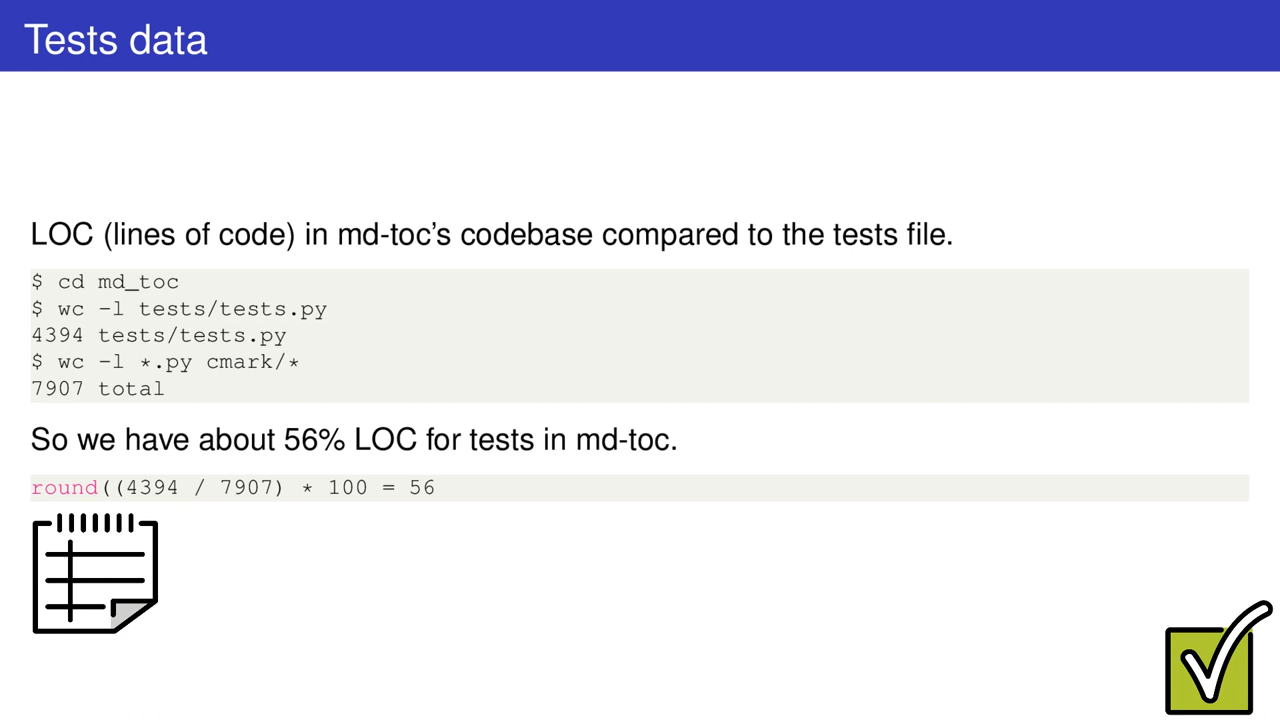 Tests data
LOC (lines of code) in md-toc's codebase compared to the tests file.
$ cd md_toc
$ wc -l tests/tests.py
4394 tests/tests.py
$ wc -l *.py cmark/*
7907 total
So we have about 56% LOC for tests in md-toc.
round((4394 / 7907) * 100 = 56